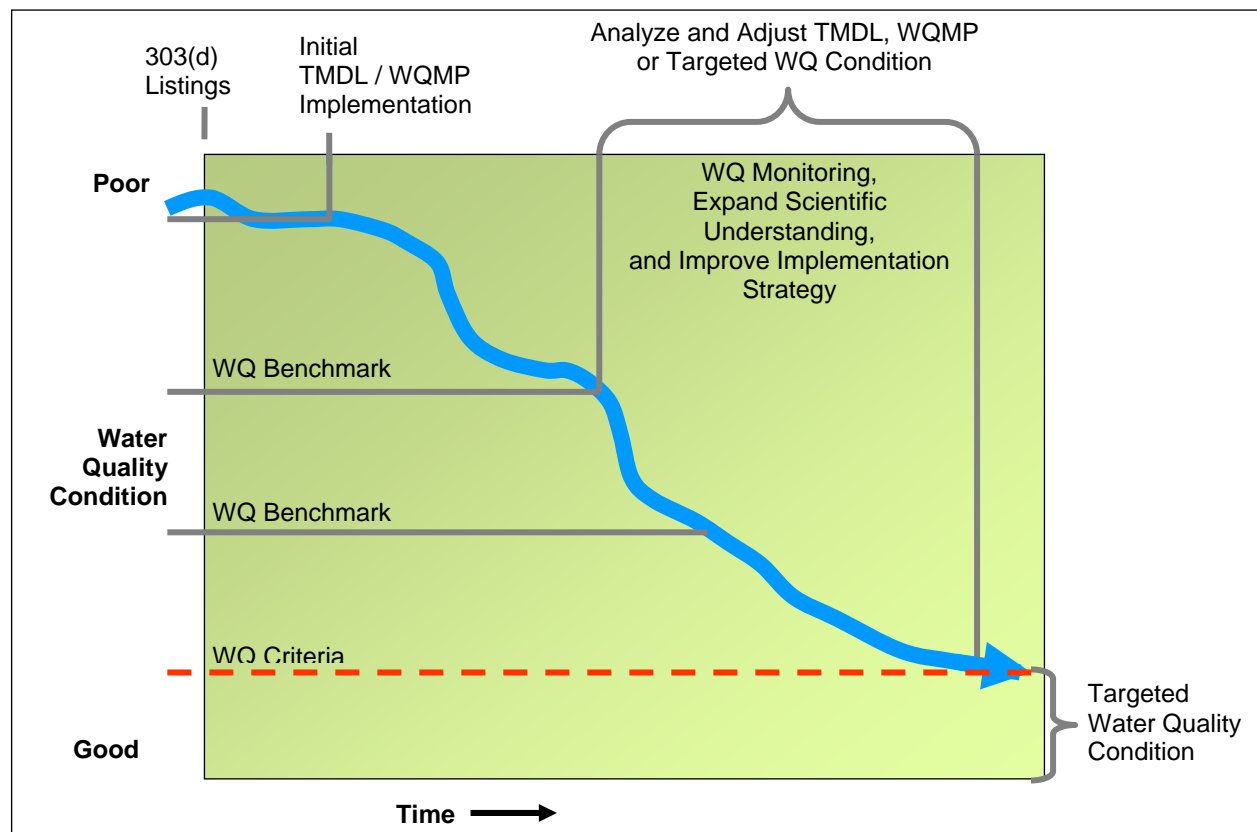 303(d)
Listings
Initial
TMDL / WQMP
Implementation
Analyze and Adjust TMDL, WQMP
or Targeted WQ Condition
Poor
WQ Monitoring,
Expand Scientific
Understanding,
and Improve Implementation
Strategy
WQ Benchmark
Water
Quality
Condition
WQ Benchmark
WQ Criteria
Good
Targeted
Water Quality
Condition
Time